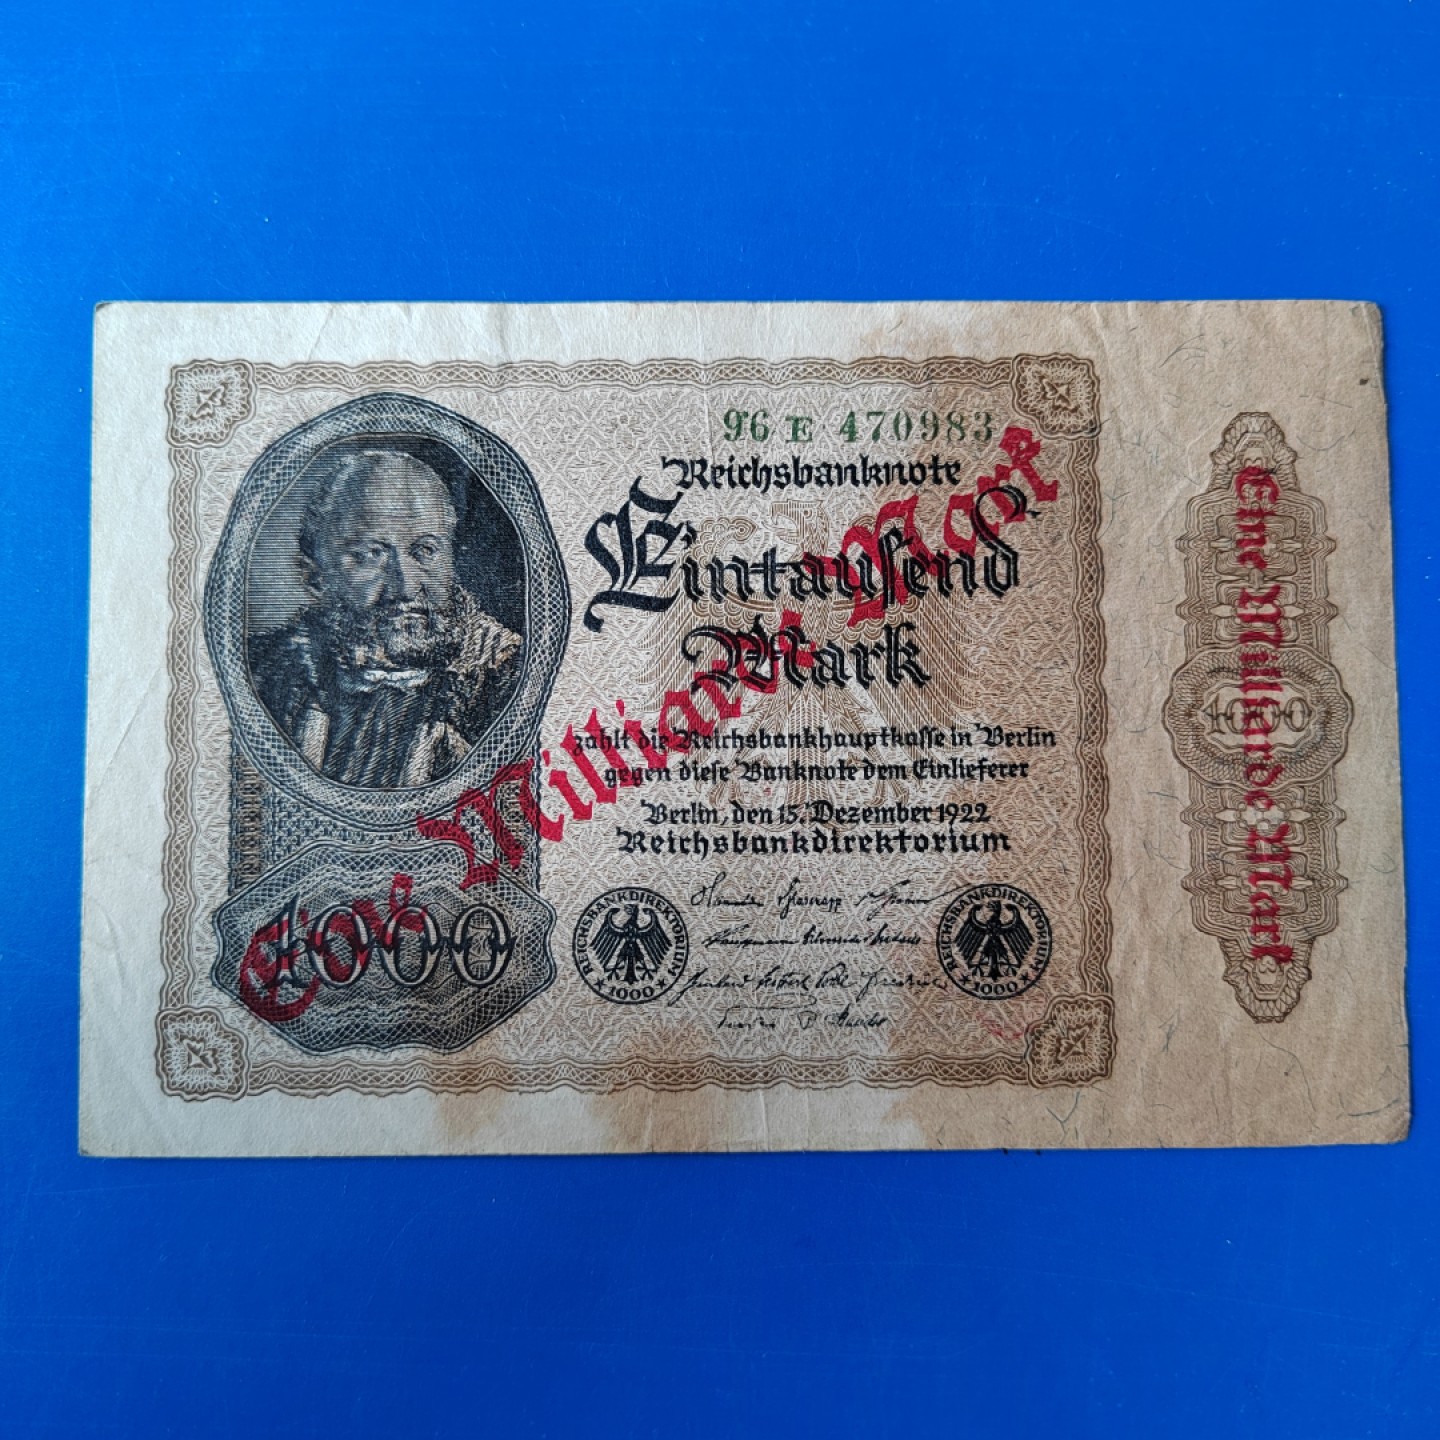 96 E 470983
Reichsbanknote
Eintausend
Mark
zahlt die Reichsbankhauptkasse in Berlin
gegen diese Banknote dem Einlieferer
Berlin, den 15. Dezember 1922
Reichsbankdirektorium
Eine Milliarde Mark
1000
REICHSBANKDIREKTORIUM
1000
REICHSBANKDIREKTORIUM
1000
Eine Milliarde Mark
1000